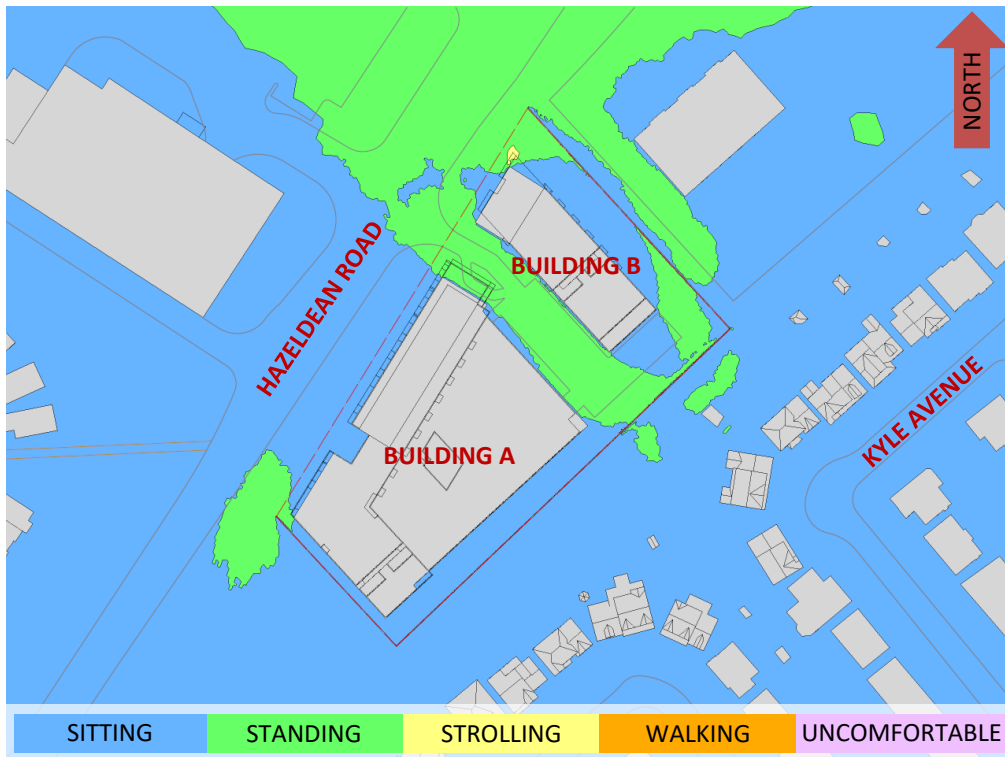 NORTH
HAZELDEAN ROAD
BUILDING B
BUILDING A
KYLE AVENUE
SITTING
STANDING
STROLLING
WALKING
UNCOMFORTABLE